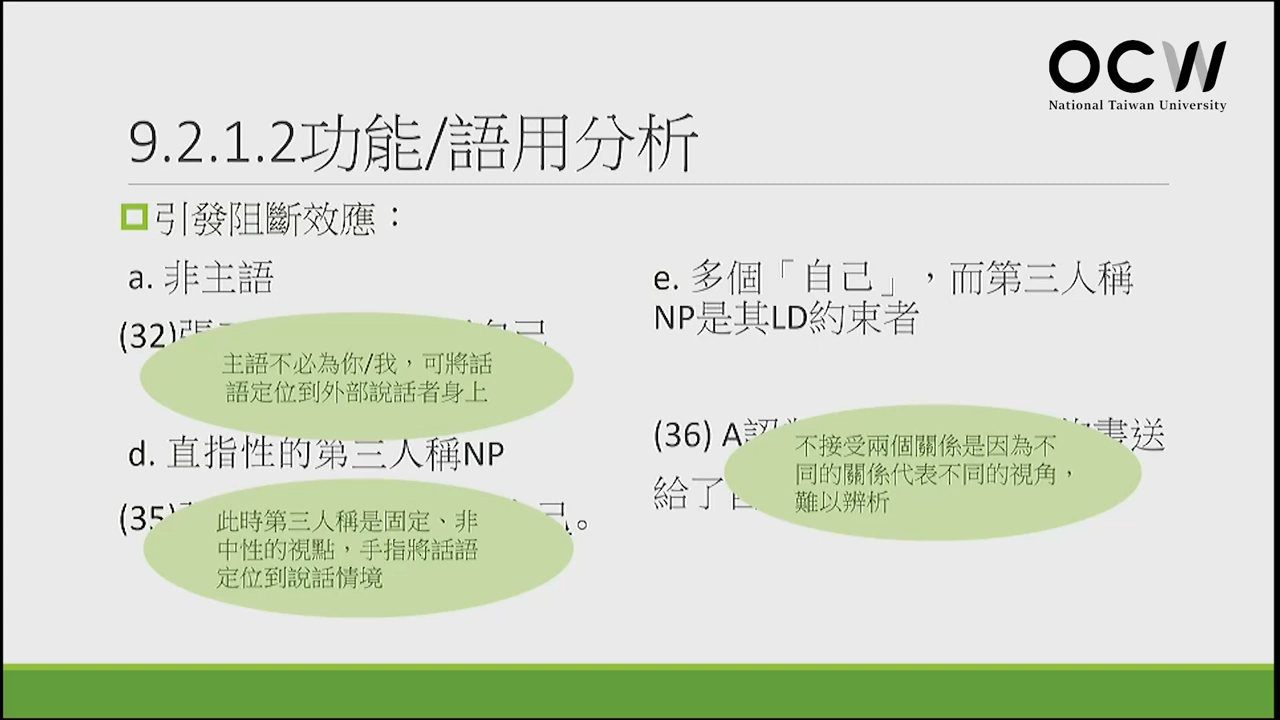 OCW
National Taiwan University
9.2.1.2功能/語用分析
引發阻斷效應：
a. 非主語
(32)張
自己
主語不必為你/我，可將話
語定位到外部說話者身上
d. 直指性的第三人稱NP
(35)
己。
此時第三人稱是固定、非
中性的視點，手指將話語
定位到說話情境
e. 多個「自己」，而第三人稱
NP是其LD約束者
(36) A認
書送
給了
不接受兩個關係是因為不
同的關係代表不同的視角，
難以辨析